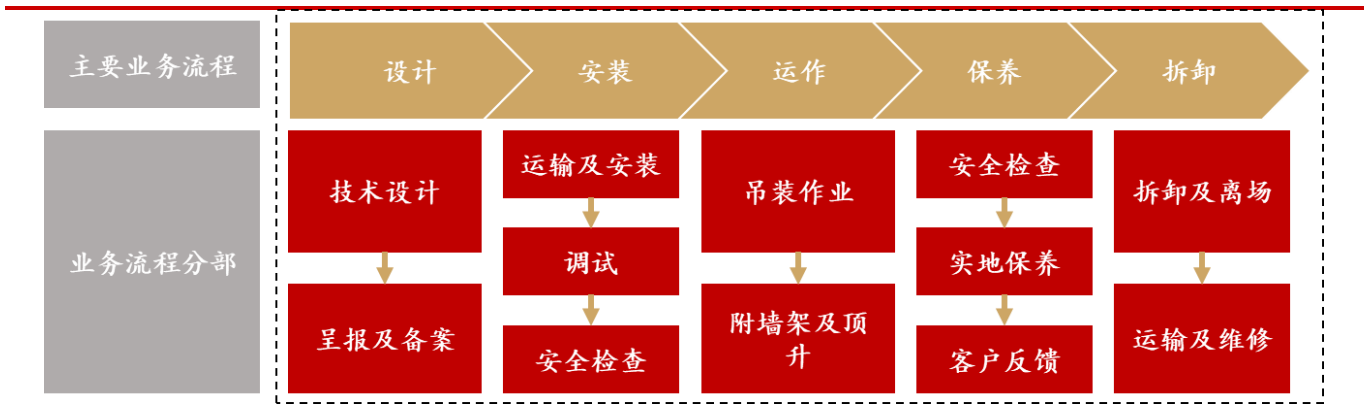 主要业务流程
设计
安装
运作
保养
拆卸
业务流程分部
技术设计
呈报及备案
运输及安装
调试
安全检查
吊装作业
附墙架及顶
升
安全检查
实地保养
客户反馈
拆卸及离场
运输及维修